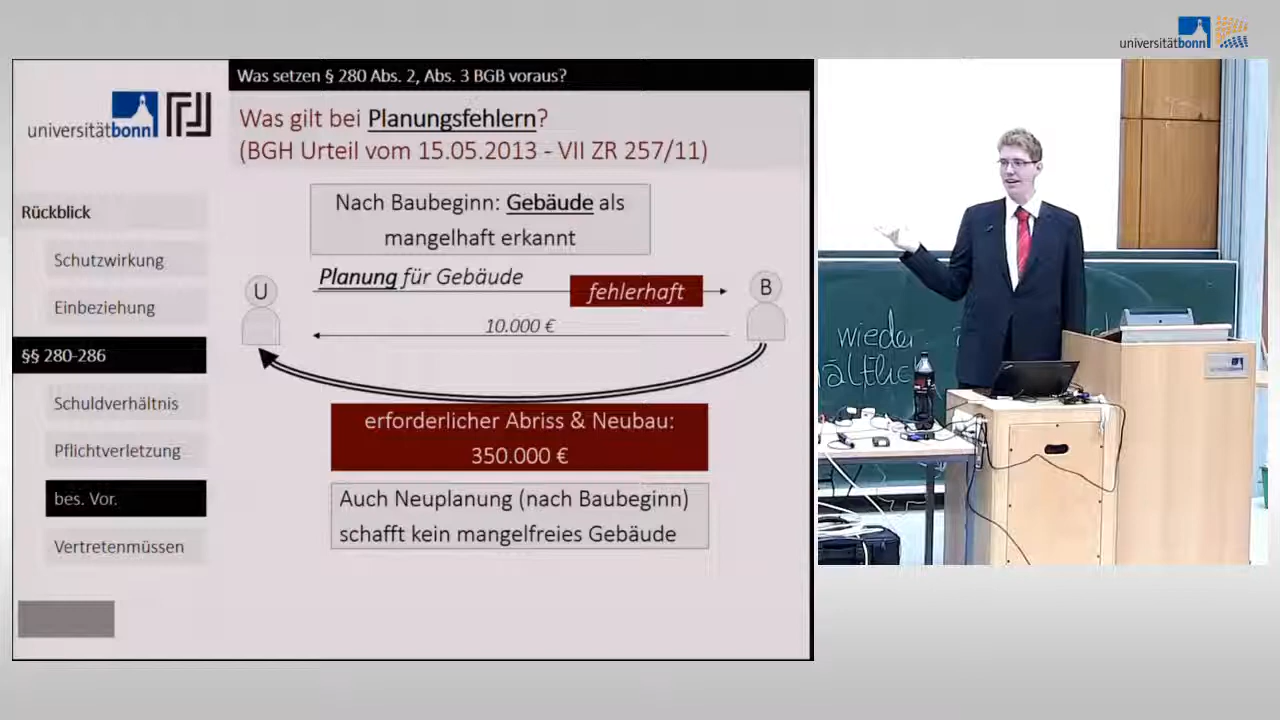 universitätbonn
Was setzen § 280 Abs. 2, Abs. 3 BGB voraus?
universitätbonn
Was gilt bei Planungsfehlern?
(BGH Urteil vom 15.05.2013 - VII ZR 257/11)
Rückblick
Schutzwirkung
Einbeziehung
§§ 280-286
Schuldverhältnis
Pflichtverletzung
bes. Vor.
Vertretenmüssen
Nach Baubeginn: Gebäude als
mangelhaft erkannt
Planung für Gebäude
fehlerhaft
U
B
10.000 €
erforderlicher Abriss & Neubau:
350.000 €
Auch Neuplanung (nach Baubeginn)
schafft kein mangelfreies Gebäude
wieder